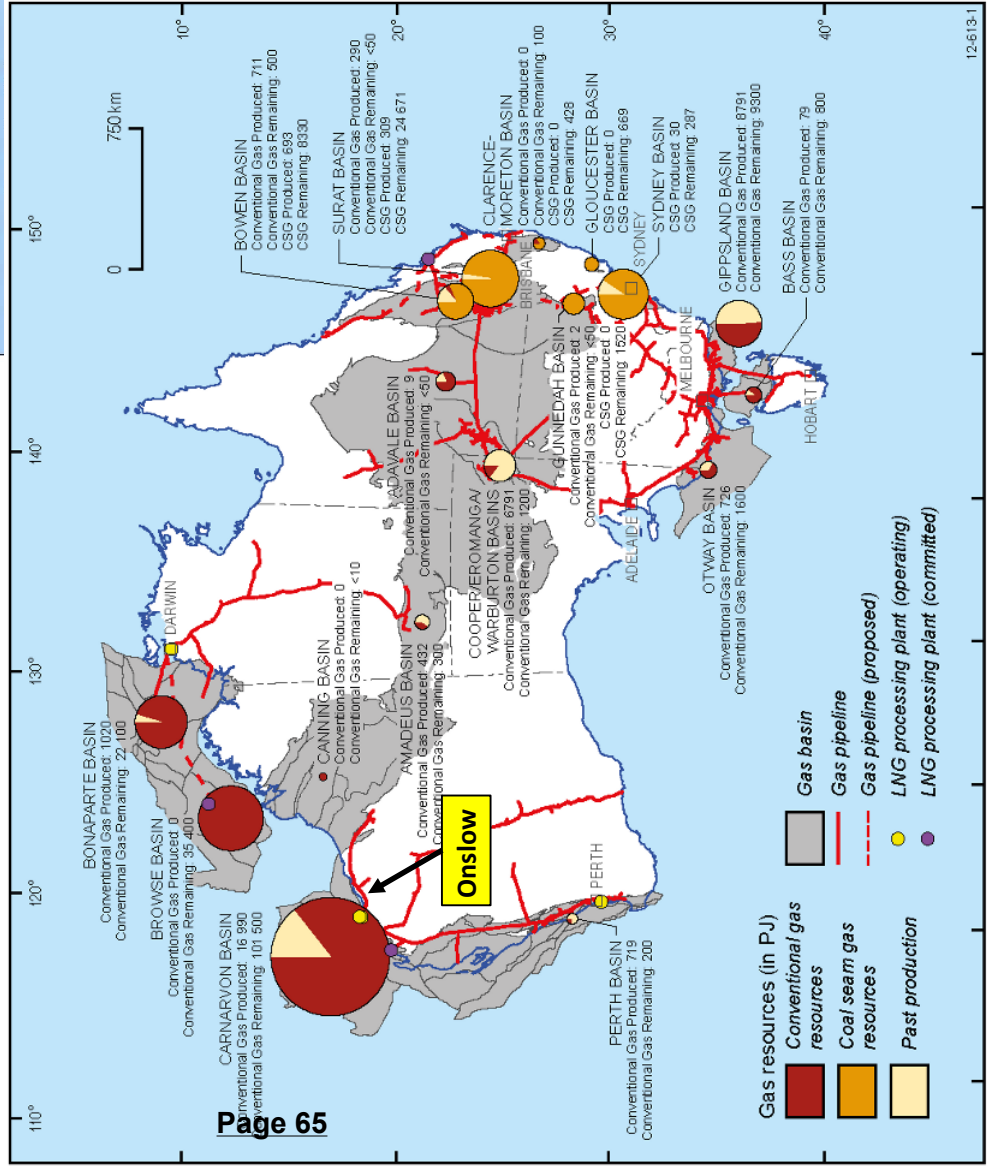 110°
120°
130°
140°
150°
0
750 km
10°
20°
30°
40°
BONAPARTE BASIN
Conventional Gas Produced: 1020
Conventional Gas Remaining: 22 100
BROWSE BASIN
Conventional Gas Produced: 0
Conventional Gas Remaining: 35 400
CARNARVON BASIN
Conventional Gas Produced: 16 990
Conventional Gas Remaining: 101 500
DARWIN
CANNING BASIN
Conventional Gas Produced: 0
Conventional Gas Remaining: <10
AMADEUS BASIN
Conventional Gas Produced: 432
Conventional Gas Remaining: 300
BOWEN BASIN
Conventional Gas Produced: 711
Conventional Gas Remaining: 500
CSG Produced: 693
CSG Remaining: 8330
SURAT BASIN
Conventional Gas Produced: 290
Conventional Gas Remaining: <50
CSG Produced: 309
CSG Remaining: 24 671
CLARENCE-
MORETON BASIN
Conventional Gas Produced: 0
Conventional Gas Remaining: 100
CSG Produced: 0
CSG Remaining: 428
BRISBANE
GLOUCESTER BASIN
CSG Produced: 0
CSG Remaining: 669
SYDNEY BASIN
CSG Produced: 30
CSG Remaining: 287
SYDNEY
ADAVALE BASIN
Conventional Gas Produced: 9
Conventional Gas Remaining: <50
COOPER/EROMANGA/
WARBURTON BASINS
Conventional Gas Produced: 6791
Conventional Gas Remaining: 1200
GUNNEDAH BASIN
Conventional Gas Produced: 2
Conventional Gas Remaining: <50
CSG Produced: 0
CSG Remaining: 1520
GIPPSLAND BASIN
Conventional Gas Produced: 8791
Conventional Gas Remaining: 9300
BASS BASIN
Conventional Gas Produced: 79
Conventional Gas Remaining: 800
MELBOURNE
HOBART
ADELAIDE
OTWAY BASIN
Conventional Gas Produced: 726
Conventional Gas Remaining: 1600
Onslow
PERTH
PERTH BASIN
Conventional Gas Produced: 719
Conventional Gas Remaining: 200
Gas resources (in PJ)
Conventional gas
resources
Coal seam gas
resources
Past production
Gas basin
Gas pipeline
Gas pipeline (proposed)
LNG processing plant (operating)
LNG processing plant (committed)
12-613-1
Page 65